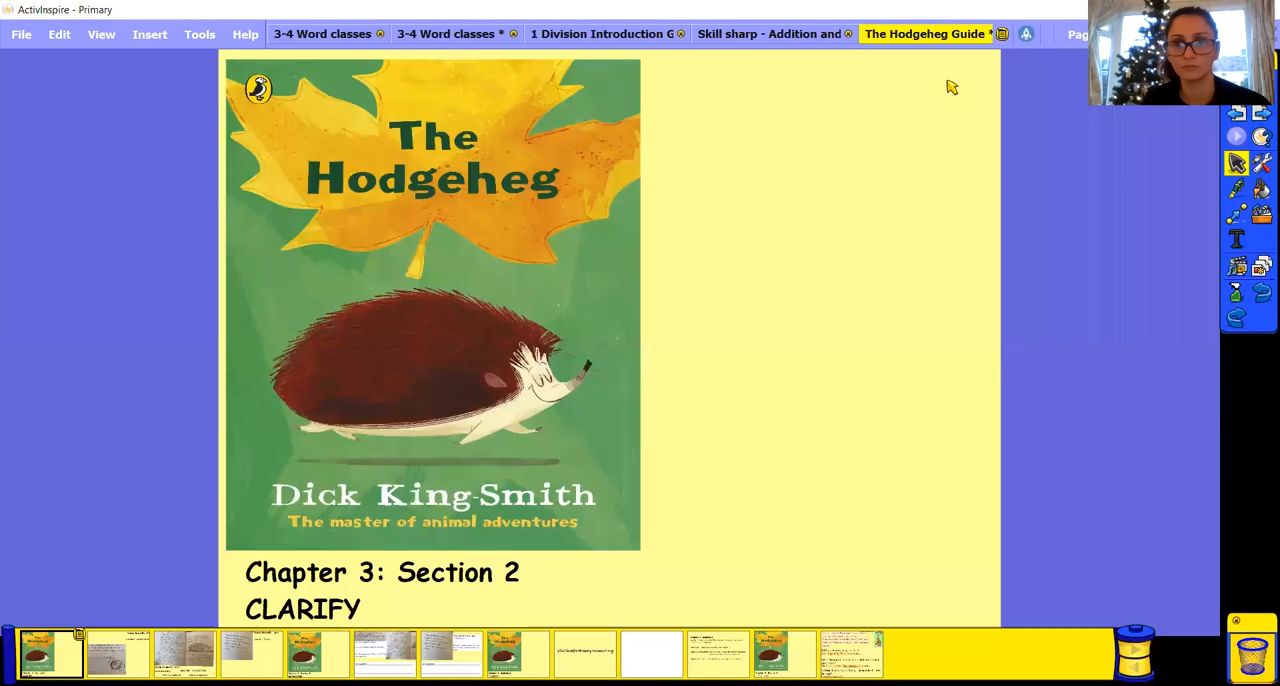 ActivInspire - Primary
File Edit View Insert Tools Help
3-4 Word classes
3-4 Word classes *
1 Division Introduction G
Skill sharp - Addition and
The Hodgeheg Guide *
Pag
The
Hodgeheg
Dick King-Smith
The master of animal adventures
Chapter 3: Section 2
CLARIFY